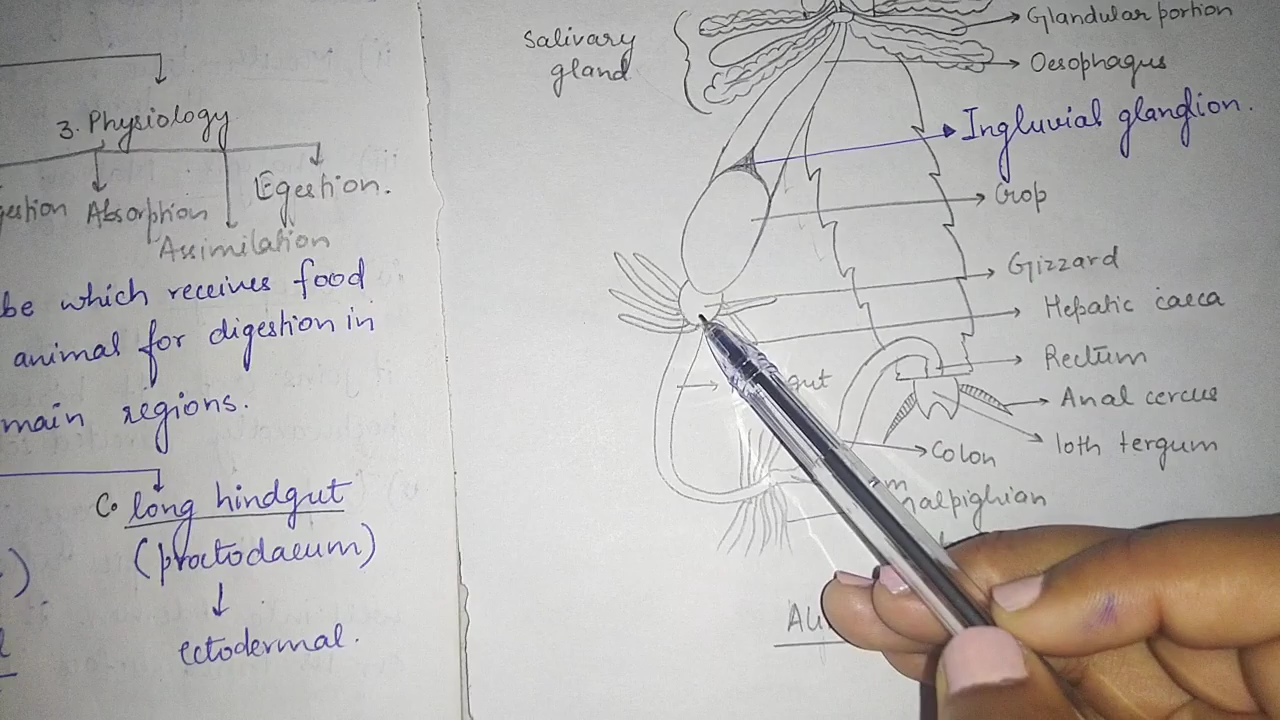 3. Physiology
Absorption
Egestion.
Assimilation
be which receives food
animal for digestion in
main regions.
C. long hindgut
(proctodaeum)
ectodermal.
Salivary
gland
Glandular portion
Oesophagus
Ingluvial glanglion.
Crop
Gizzard
Hepatic caeca
Rectum
Anal cercus
10th tergum
Colon